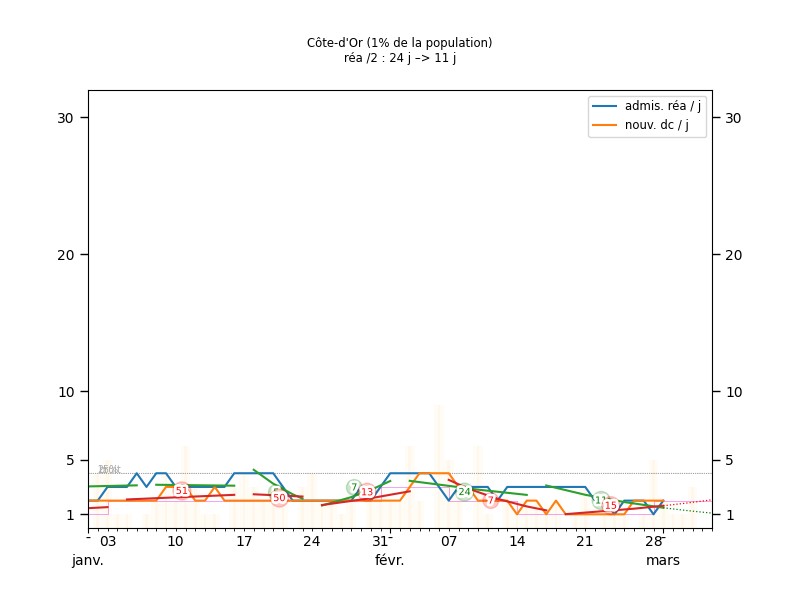 Côte-d'Or (1% de la population)
réa /2 : 24 j –> 11 j
admis. réa / j
nouv. dc / j
30 30
20 20
10 10
5 5
1 1
51
50
7
13
24
7
11
15
- 03 10 17 24 31 - 07 14 21 28 -
janv. févr. mars